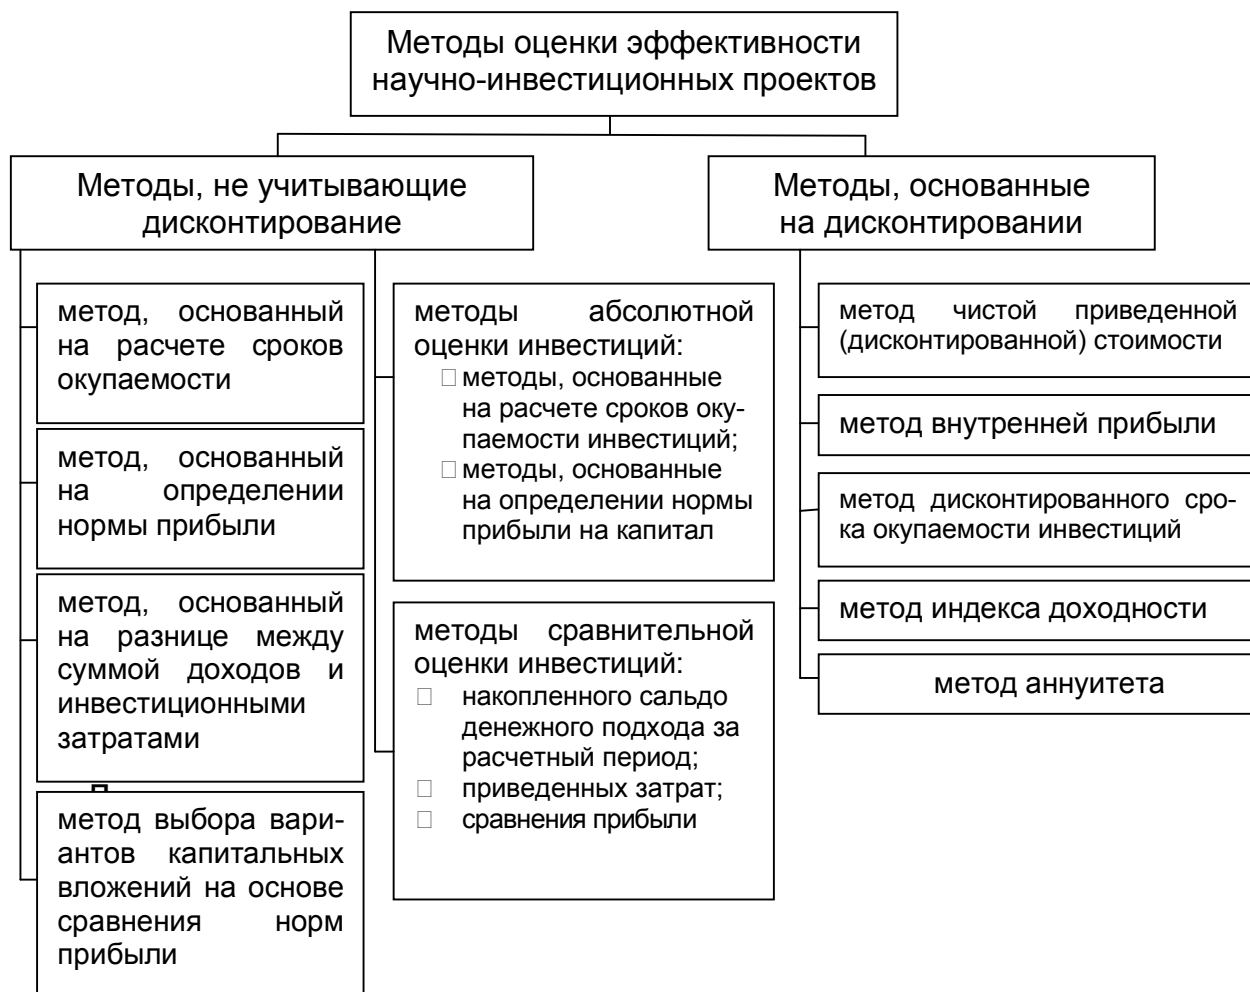 Методы оценки эффективности
научно-инвестиционных проектов
Методы, не учитывающие
дисконтирование
метод, основанный
на расчете сроков
окупаемости
метод, основанный
на определении
нормы прибыли
метод, основанный
на разнице между
суммой доходов и
инвестиционными
затратами
метод выбора вари-
антов капитальных
вложений на основе
сравнения норм
прибыли
методы абсолютной
оценки инвестиций:
методы, основанные
на расчете сроков оку-
паемости инвестиций;
методы, основанные
на определении нормы
прибыли на капитал
методы сравнительной
оценки инвестиций:
накопленного сальдо
денежного подхода за
расчетный период;
приведенных затрат;
сравнения прибыли
Методы, основанные
на дисконтировании
метод чистой приведенной
(дисконтированной) стоимости
метод внутренней прибыли
метод дисконтированного сро-
ка окупаемости инвестиций
метод индекса доходности
метод аннуитета